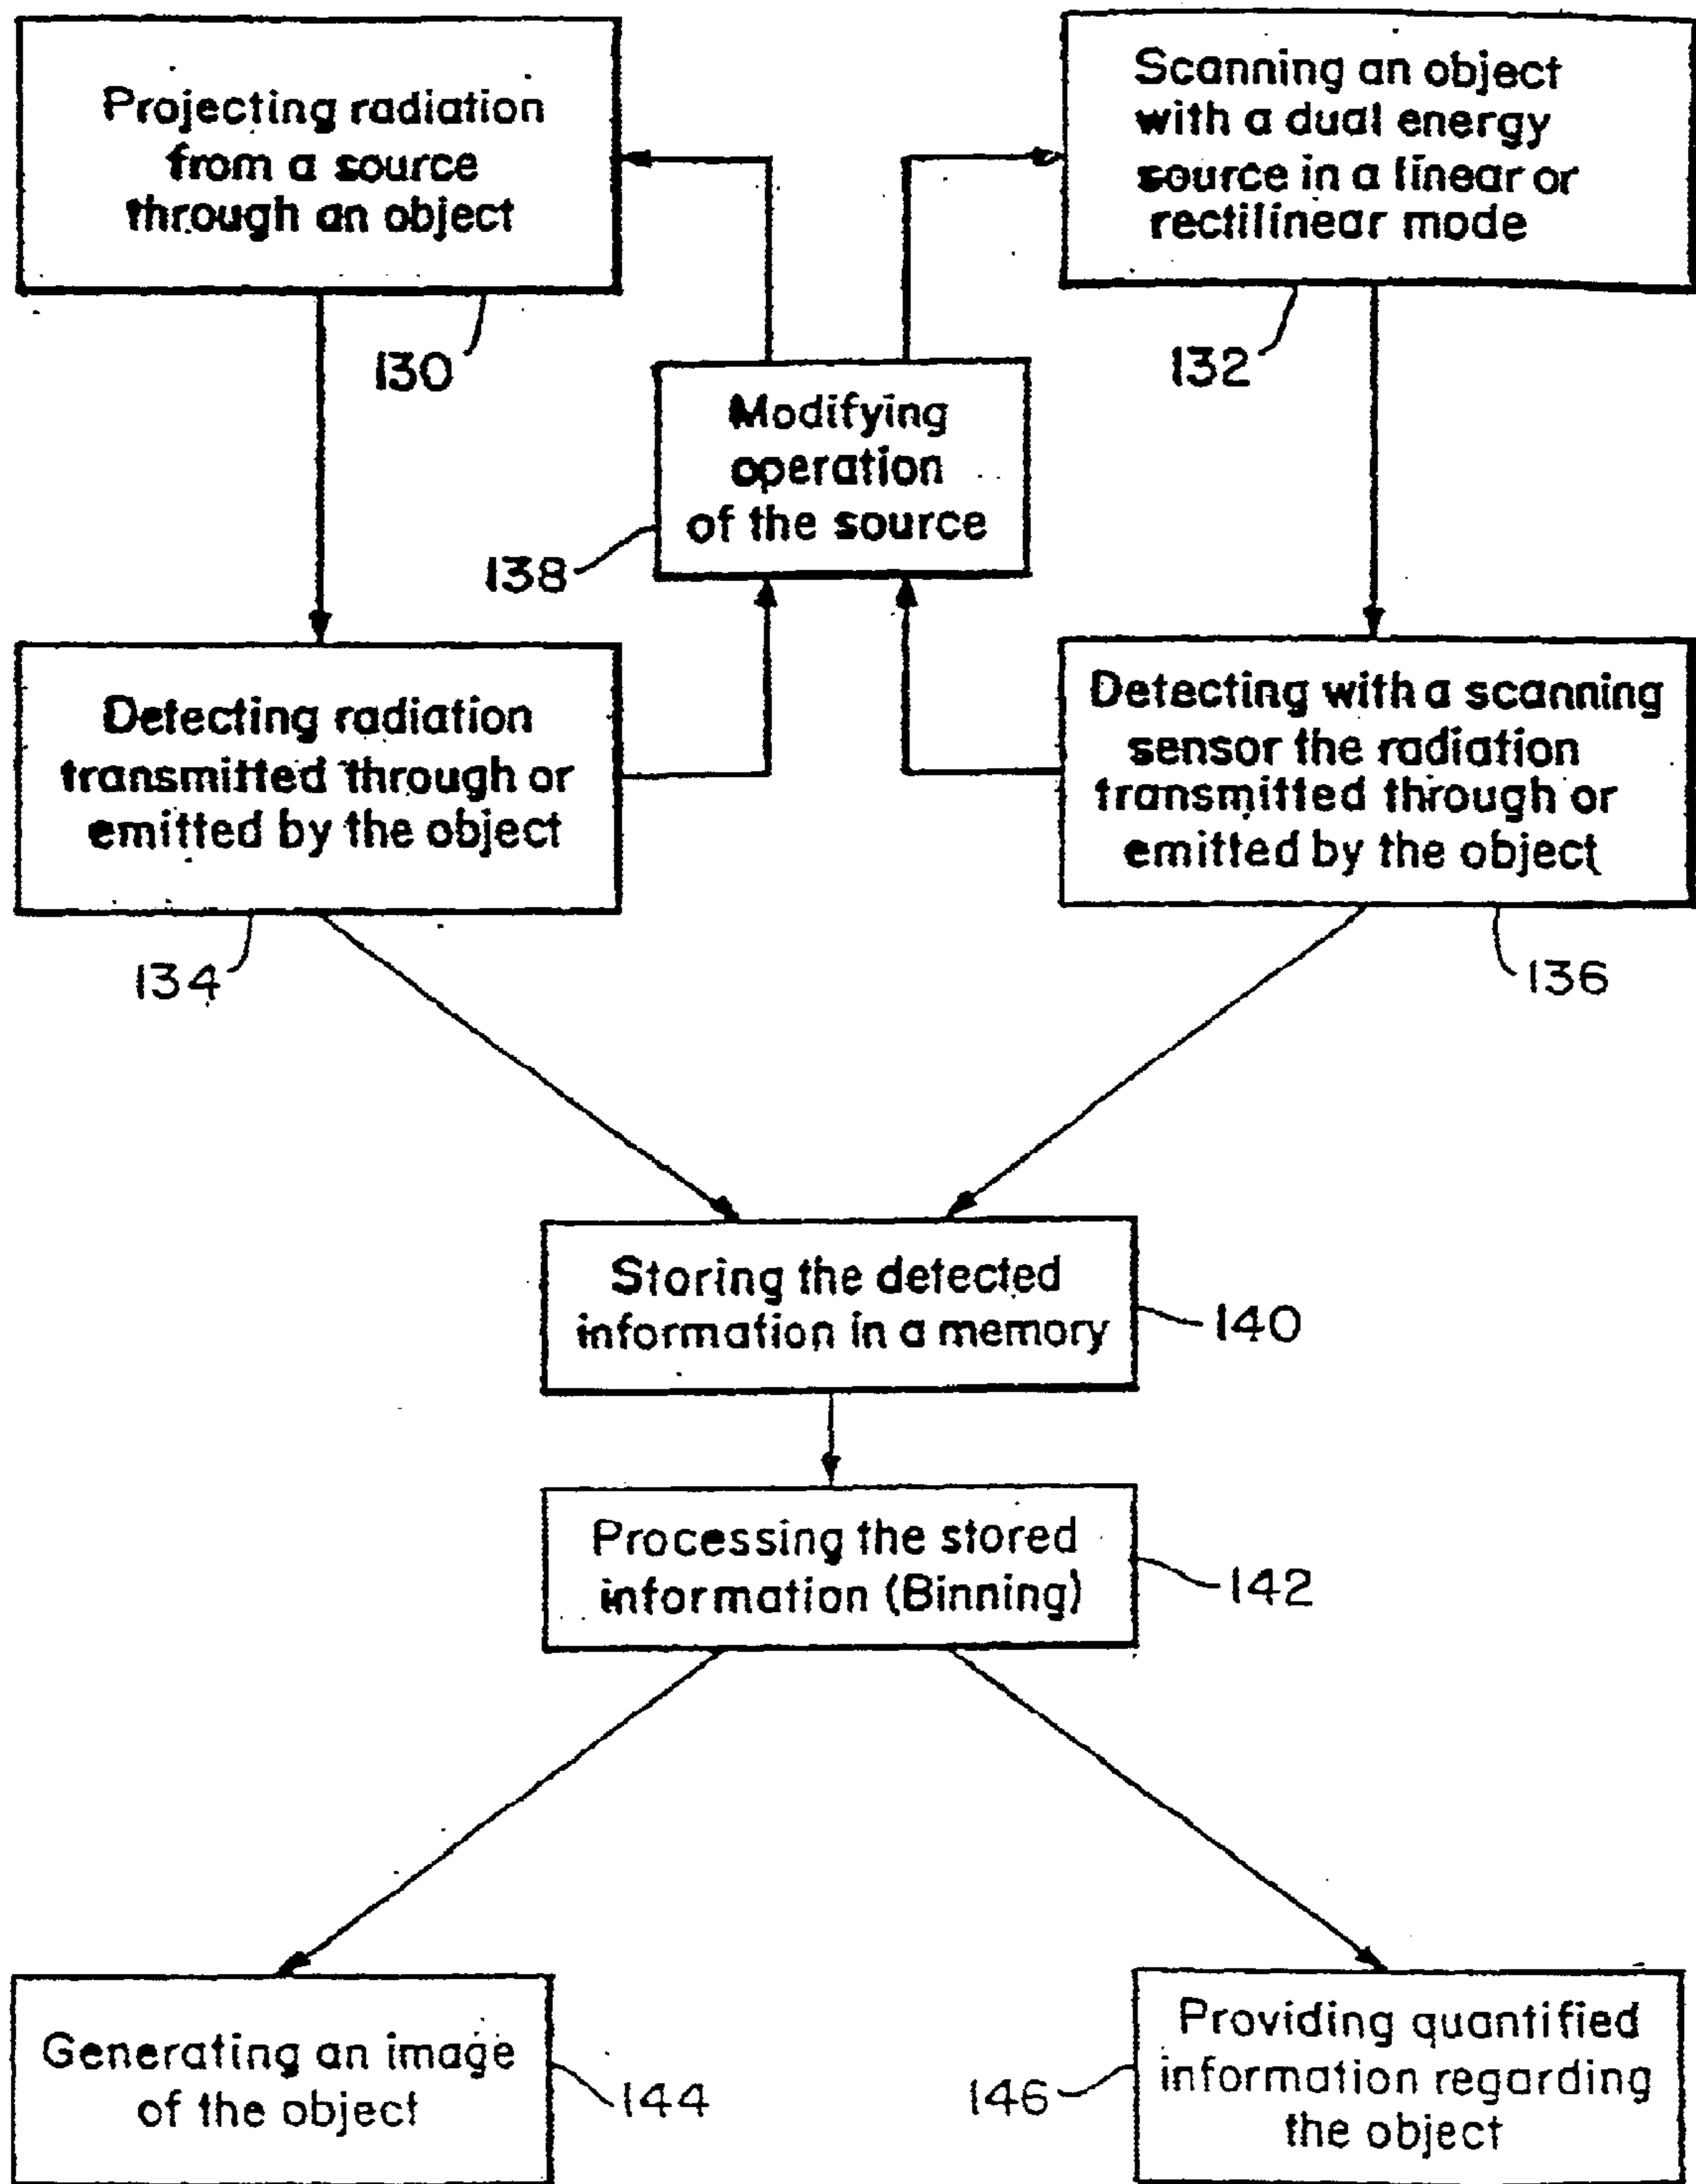 Projecting radiation
from a source
through an object
130
Scanning an object
with a dual energy
source in a linear or
rectilinear mode
132
Modifying
operation
of the source
138
Detecting radiation
transmitted through or
emitted by the object
134
Detecting with a scanning
sensor the radiation
transmitted through or
emitted by the object
136
Storing the detected
information in a memory
140
Processing the stored
information (Binning)
142
Generating an image
of the object
144
Providing quantified
information regarding
the object
146